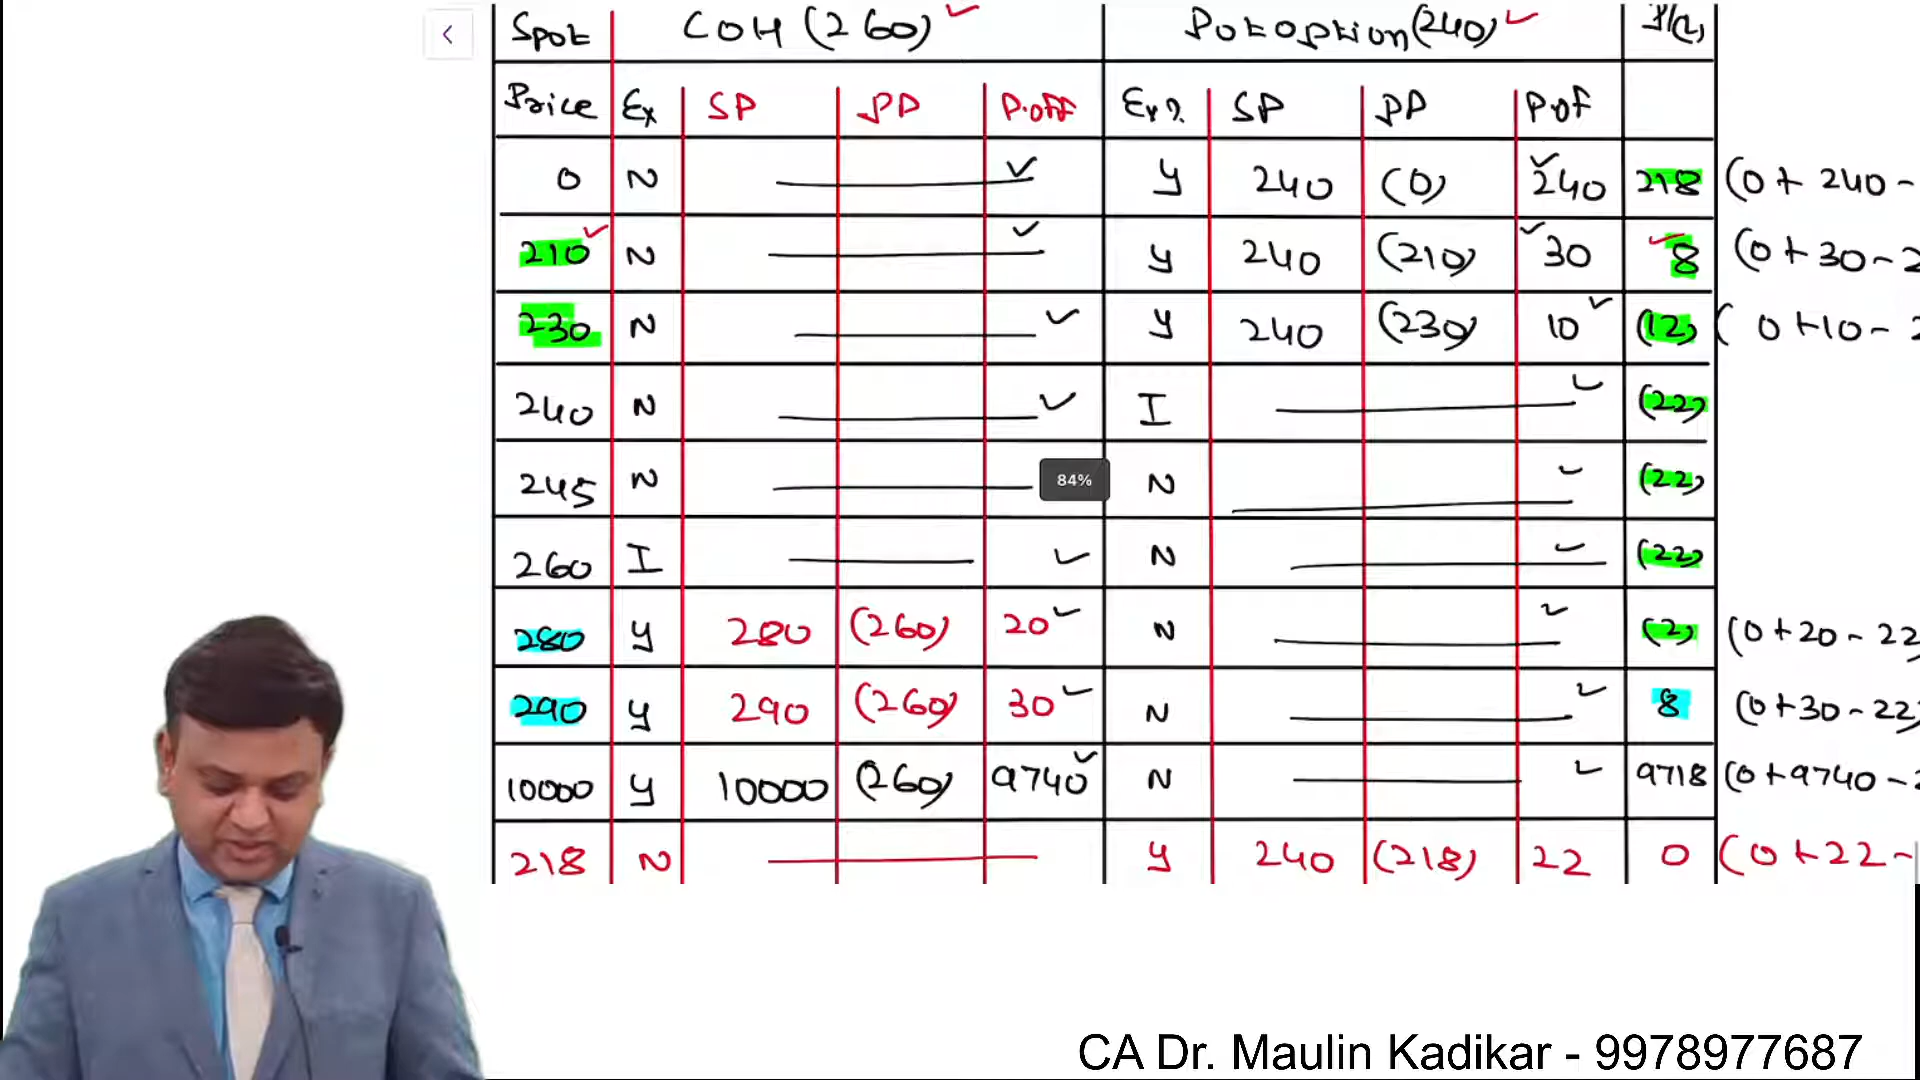 Spot COH (260) Put option (240) P/(L)
Price Ex SP PP P.off Ex? SP PP P.of
0 N Y 240 (0) 240 218 (0 + 240 -
210 N Y 240 (210) 30 8 (0 + 30 - 2
230 N Y 240 (230) 10 (12) ( 0 + 10 - 2
240 N I (22)
245 N N (22)
84%
260 I N (22)
280 Y 280 (260) 20 N (2) (0 + 20 - 22)
290 Y 290 (260) 30 N 8 (0 + 30 - 22)
10000 Y 10000 (260) 9740 N 9718 (0 + 9740 - 2
218 N Y 240 (218) 22 0 (0 + 22 -
CA Dr. Maulin Kadikar - 9978977687